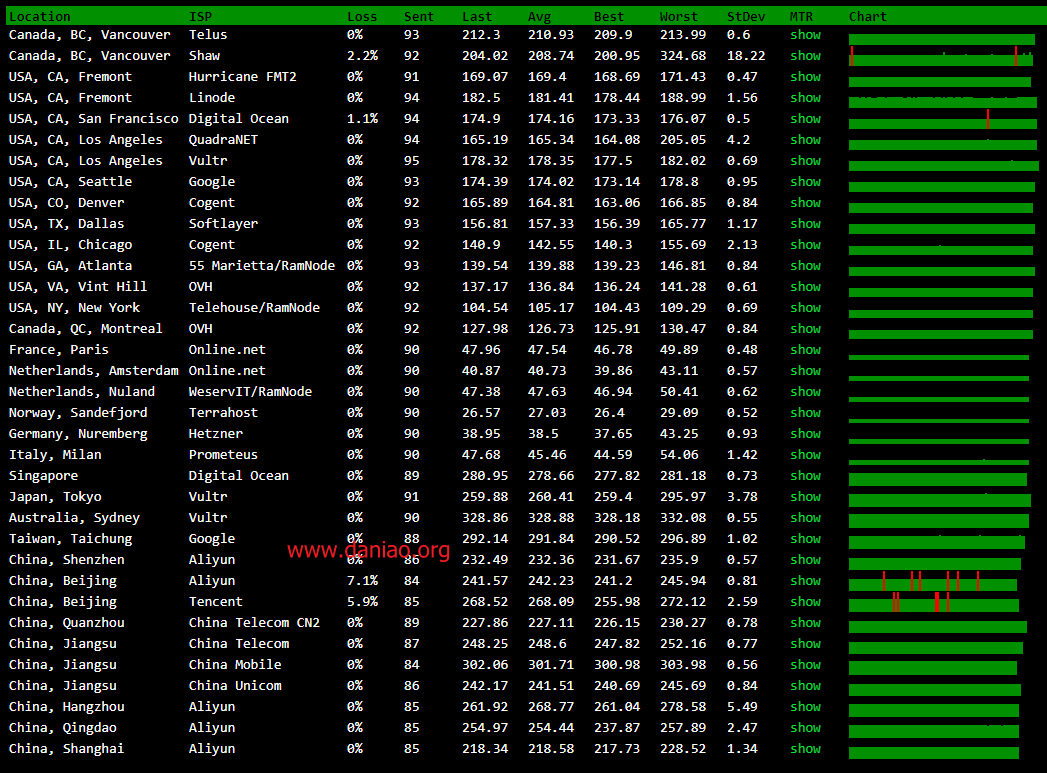 Location ISP Loss Sent Last Avg Best Worst StDev MTR Chart
Canada, BC, Vancouver Telus 0% 93 212.3 210.93 209.9 213.99 0.6 show
Canada, BC, Vancouver Shaw 2.2% 92 204.02 208.74 200.95 324.68 18.22 show
USA, CA, Fremont Hurricane FMT2 0% 91 169.07 169.4 168.69 171.43 0.47 show
USA, CA, Fremont Linode 0% 94 182.5 181.41 178.44 188.99 1.56 show
USA, CA, San Francisco Digital Ocean 1.1% 94 174.9 174.16 173.33 176.07 0.5 show
USA, CA, Los Angeles QuadraNET 0% 94 165.19 165.34 164.08 205.05 4.2 show
USA, CA, Los Angeles Vultr 0% 95 178.32 178.35 177.5 182.02 0.69 show
USA, CA, Seattle Google 0% 93 174.39 174.02 173.14 178.8 0.95 show
USA, CO, Denver Cogent 0% 92 165.89 164.81 163.06 166.85 0.84 show
USA, TX, Dallas Softlayer 0% 93 156.81 157.33 156.39 165.77 1.17 show
USA, IL, Chicago Cogent 0% 92 140.9 142.55 140.3 155.69 2.13 show
USA, GA, Atlanta 55 Marietta/RamNode 0% 93 139.54 139.88 139.23 146.81 0.84 show
USA, VA, Vint Hill OVH 0% 92 137.17 136.84 136.24 141.28 0.61 show
USA, NY, New York Telehouse/RamNode 0% 92 104.54 105.17 104.43 109.29 0.69 show
Canada, QC, Montreal OVH 0% 92 127.98 126.73 125.91 130.47 0.84 show
France, Paris Online.net 0% 90 47.96 47.54 46.78 49.89 0.48 show
Netherlands, Amsterdam Online.net 0% 90 40.87 40.73 39.86 43.11 0.57 show
Netherlands, Nuland WeservIT/RamNode 0% 90 47.38 47.63 46.94 50.41 0.62 show
Norway, Sandefjord Terrahost 0% 90 26.57 27.03 26.4 29.09 0.52 show
Germany, Nuremberg Hetzner 0% 90 38.95 38.5 37.65 43.25 0.93 show
Italy, Milan Prometeus 0% 90 47.68 45.46 44.59 54.06 1.42 show
Singapore Digital Ocean 0% 89 280.95 278.66 277.82 281.18 0.73 show
Japan, Tokyo Vultr 0% 91 259.88 260.41 259.4 295.97 3.78 show
Australia, Sydney Vultr 0% 90 328.86 328.88 328.18 332.08 0.55 show
Taiwan, Taichung Google 0% 88 292.14 291.84 290.52 296.89 1.02 show
www.daniao.org
China, Shenzhen Aliyun 0% 86 232.49 232.36 231.67 235.9 0.57 show
China, Beijing Aliyun 7.1% 84 241.57 242.23 241.2 245.94 0.81 show
China, Beijing Tencent 5.9% 85 268.52 268.09 255.98 272.12 2.59 show
China, Quanzhou China Telecom CN2 0% 89 227.86 227.11 226.15 230.27 0.78 show
China, Jiangsu China Telecom 0% 87 248.25 248.6 247.82 252.16 0.77 show
China, Jiangsu China Mobile 0% 84 302.06 301.71 300.98 303.98 0.56 show
China, Jiangsu China Unicom 0% 86 242.17 241.51 240.69 245.69 0.84 show
China, Hangzhou Aliyun 0% 85 261.92 268.77 261.04 278.58 5.49 show
China, Qingdao Aliyun 0% 85 254.97 254.44 237.87 257.89 2.47 show
China, Shanghai Aliyun 0% 85 218.34 218.58 217.73 228.52 1.34 show